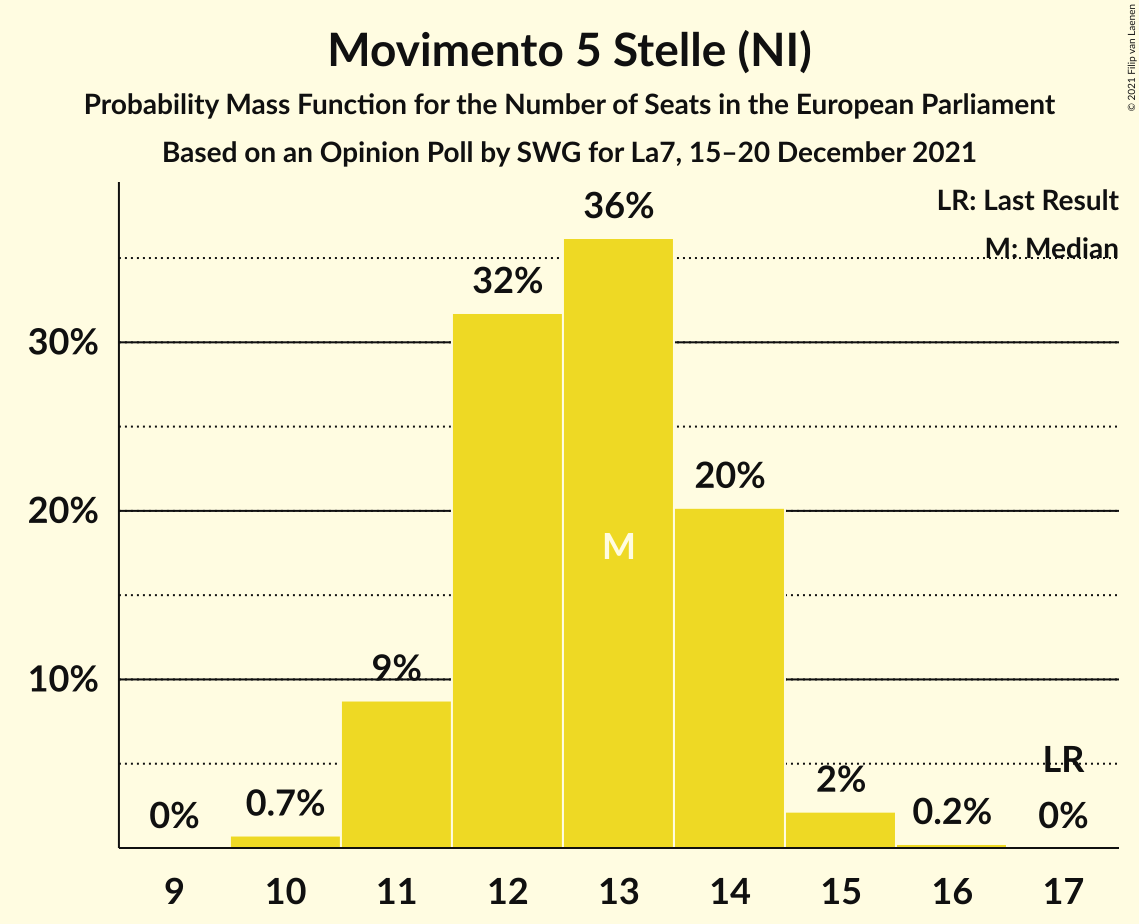 Movimento 5 Stelle (NI)
Probability Mass Function for the Number of Seats in the European Parliament
Based on an Opinion Poll by SWG for La7, 15–20 December 2021
© 2021 Filip van Laenen
LR: Last Result
M: Median
36%
32%
30%
20%
20%
M
9%
10%
LR
2%
0%
0.7%
0.2%
0%
9 10 11 12 13 14 15 16 17